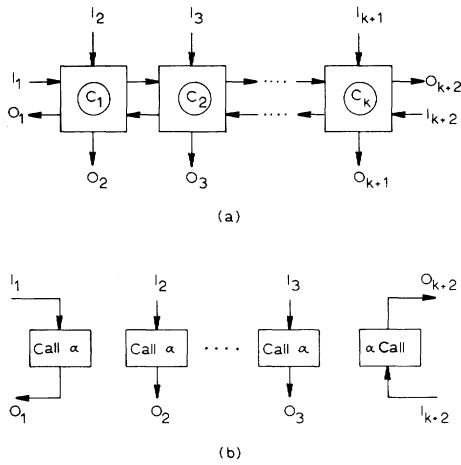 I2 I3 Ik+1
I1 C1 C2 .... Ck Ok+2
O1 .... Ik+2
O2 O3 Ok+1
(a)
I1 I2 I3 Ok+2
Call α Call α .... Call α α Call
O1 O2 O3 Ik+2
(b)